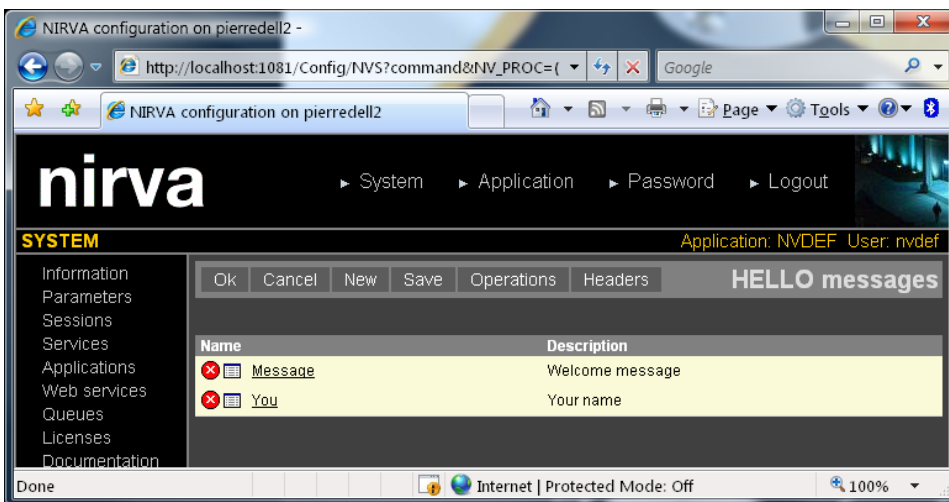 NIRVA configuration on pierredell2 -
http://localhost:1081/Config/NVS?command&NV_PROC=(
Google
NIRVA configuration on pierredell2
Page
Tools
nirva
System Application Password Logout
SYSTEM
Application: NVDEF User: nvdef
Information
Parameters
Sessions
Services
Applications
Web services
Queues
Licenses
Documentation
Ok Cancel New Save Operations Headers
HELLO messages
Name Description
Message Welcome message
You Your name
Done
Internet | Protected Mode: Off
100%